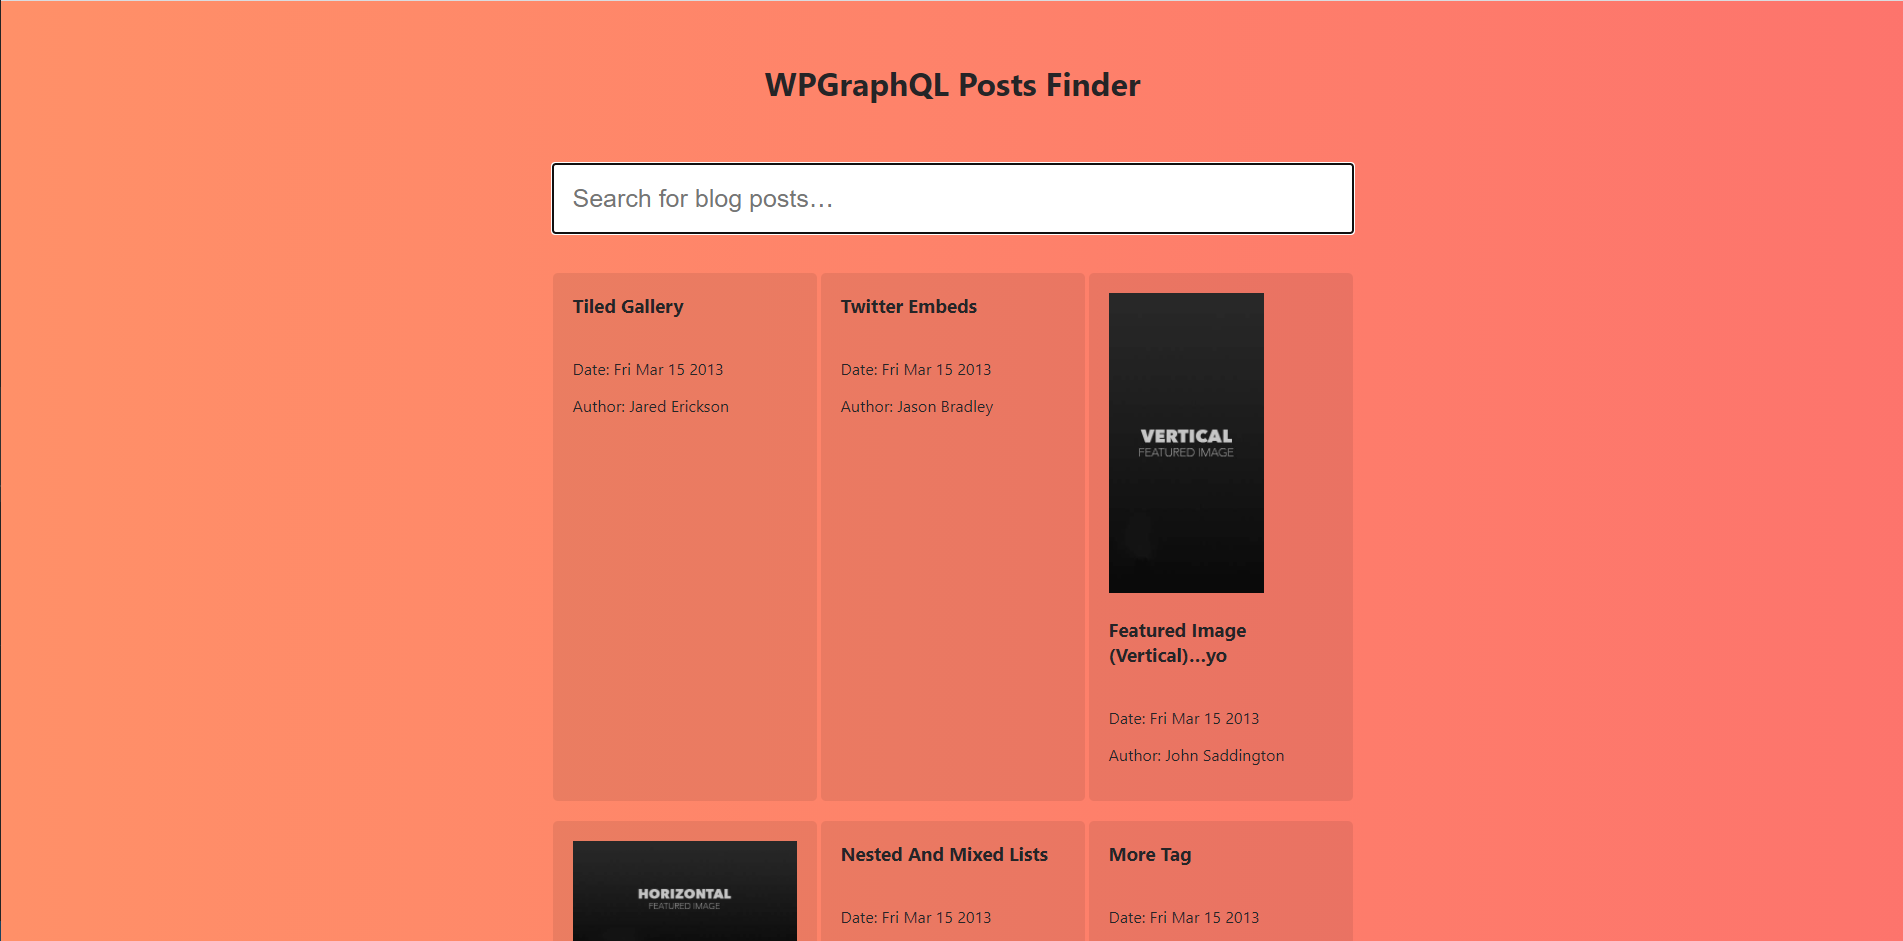 WPGraphQL Posts Finder
Search for blog posts…
Tiled Gallery
Date: Fri Mar 15 2013
Author: Jared Erickson
Twitter Embeds
Date: Fri Mar 15 2013
Author: Jason Bradley
VERTICAL
FEATURED IMAGE
Featured Image
(Vertical)…yo
Date: Fri Mar 15 2013
Author: John Saddington
HORIZONTAL
FEATURED IMAGE
Nested And Mixed Lists
Date: Fri Mar 15 2013
More Tag
Date: Fri Mar 15 2013